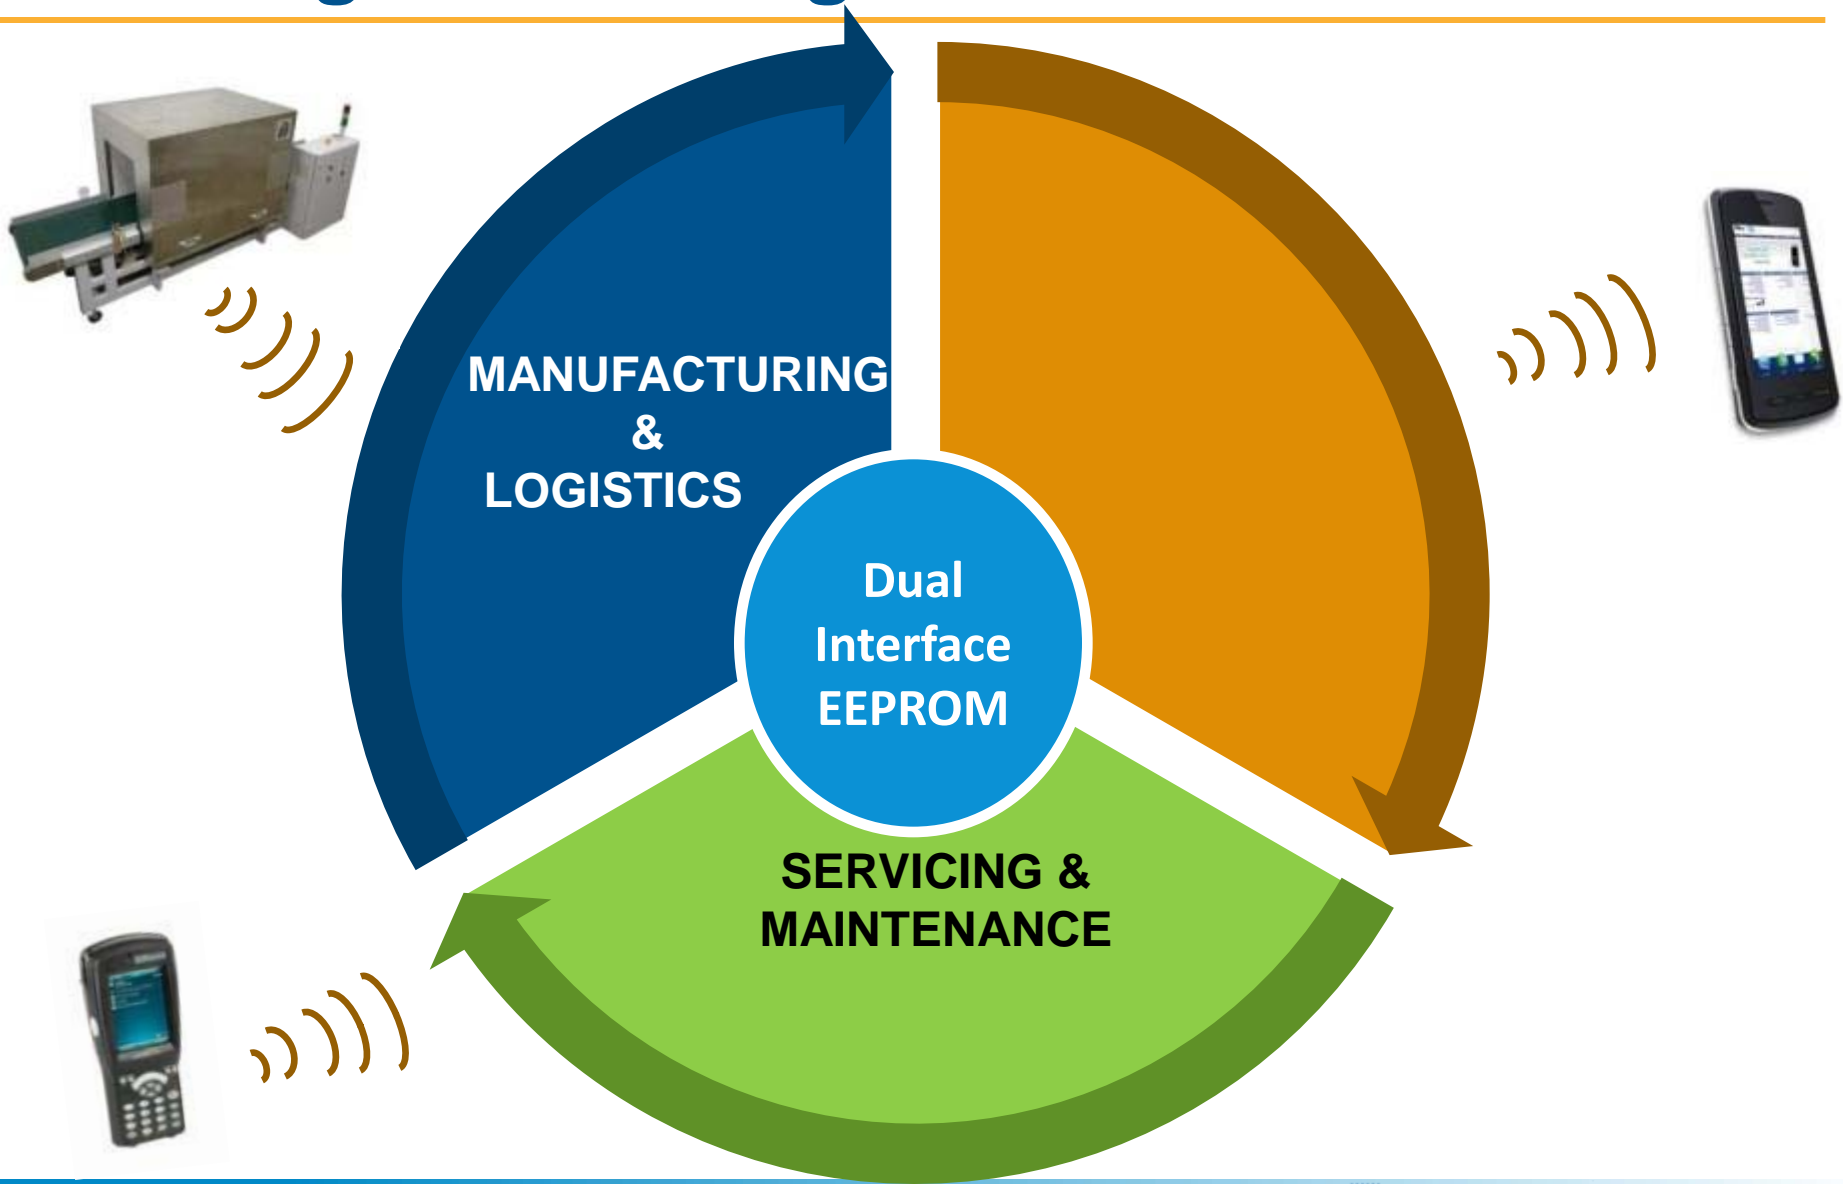 MANUFACTURING
&
LOGISTICS
Dual
Interface
EEPROM
SERVICING &
MAINTENANCE